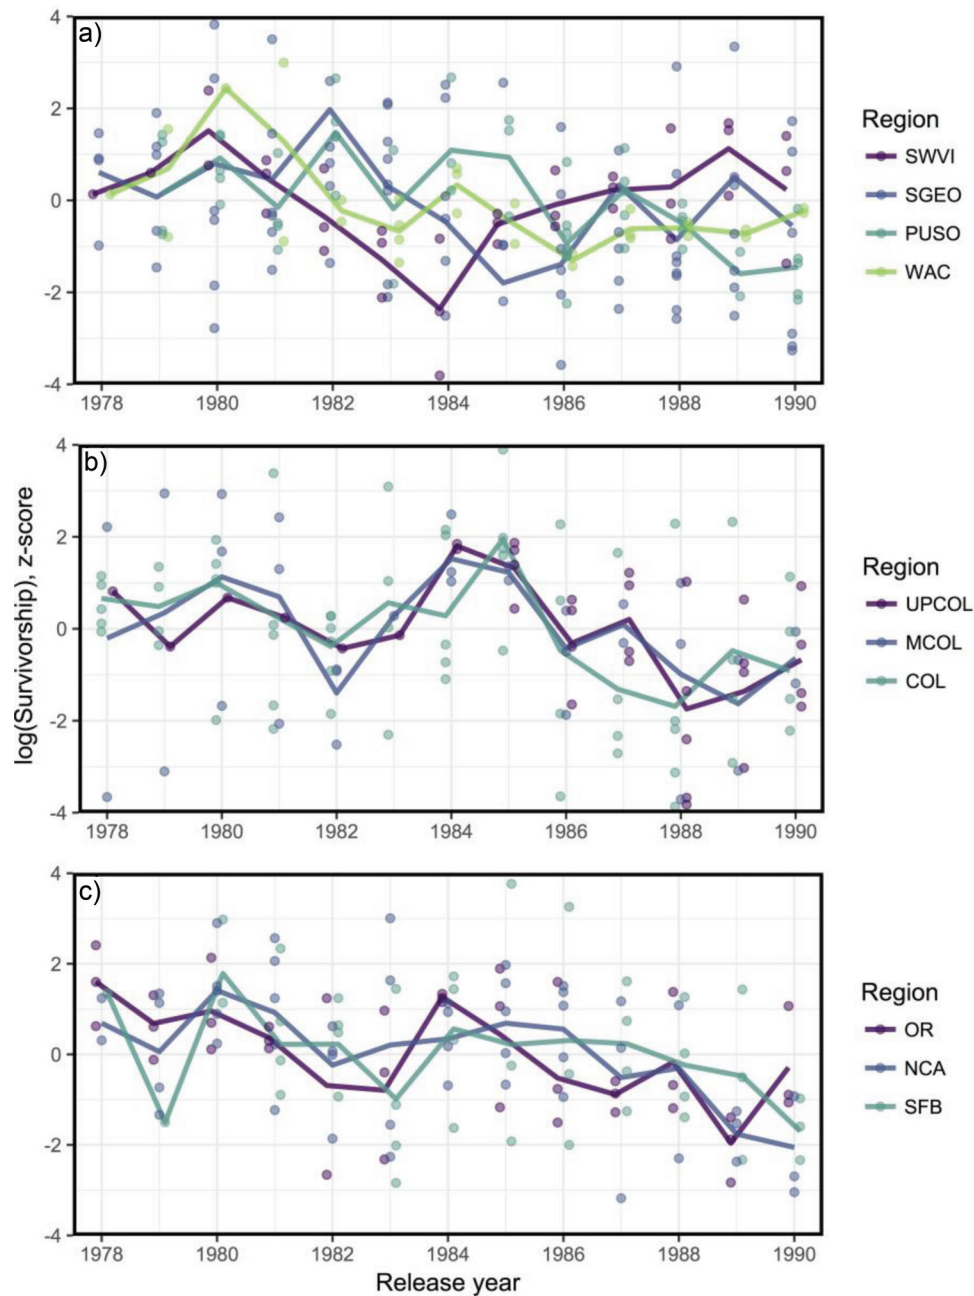 a)
4
2
0
-2
-4
1978 1980 1982 1984 1986 1988 1990
Region
SWVI
SGEO
PUSO
WAC
log(Survivorship), z-score
b)
4
2
0
-2
-4
1978 1980 1982 1984 1986 1988 1990
Region
UPCOL
MCOL
COL
c)
4
2
0
-2
-4
1978 1980 1982 1984 1986 1988 1990
Release year
Region
OR
NCA
SFB